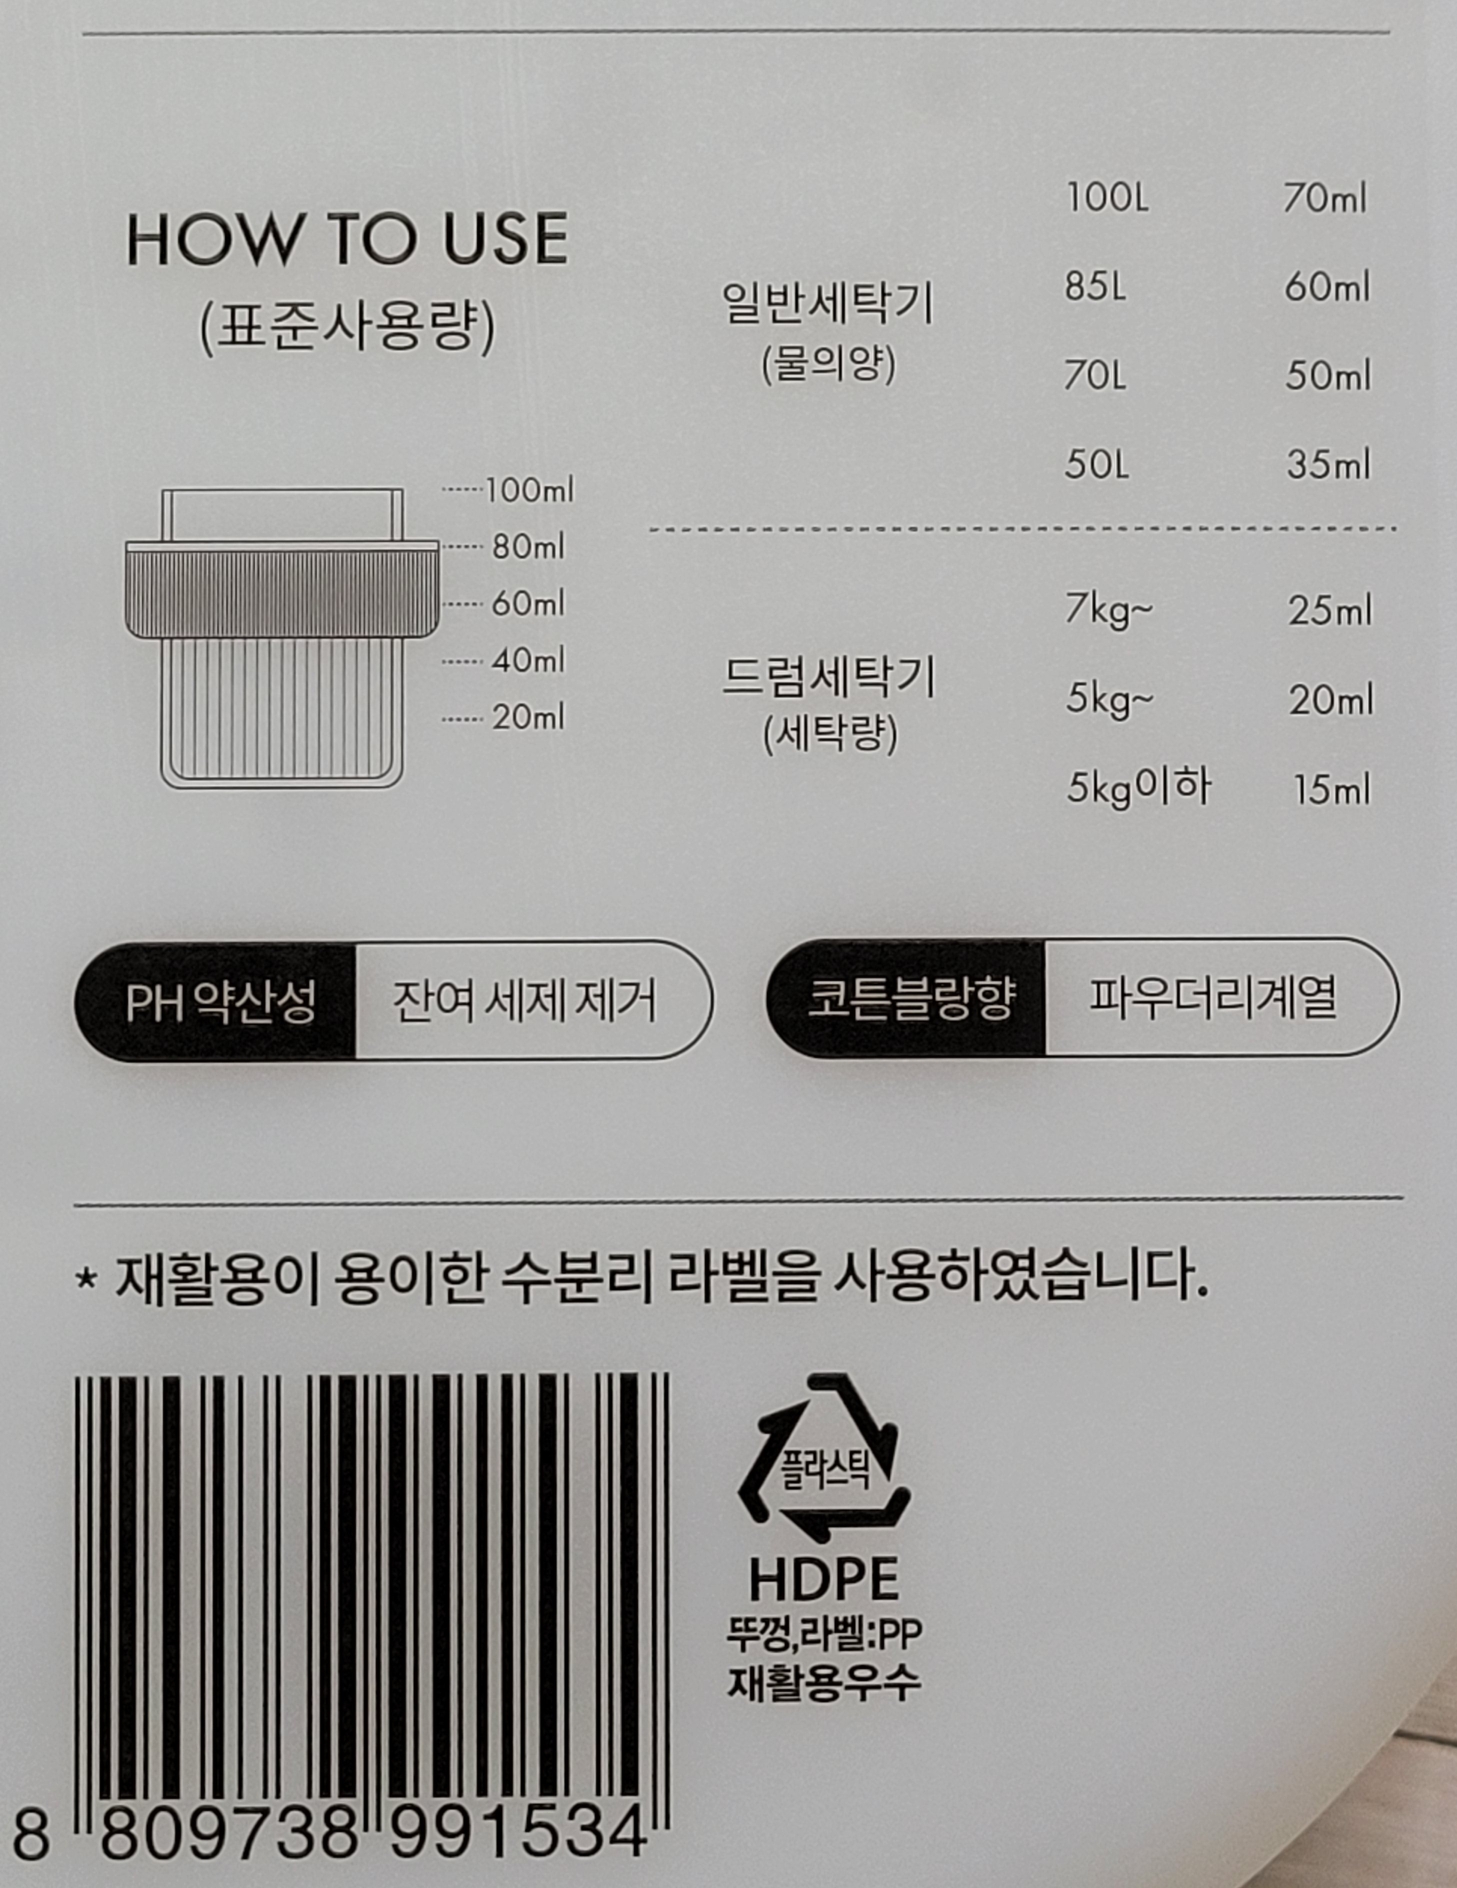 HOW TO USE
(표준사용량)
100ml
80ml
60ml
40ml
20ml
일반세탁기
(물의양)
100L 70ml
85L 60ml
70L 50ml
50L 35ml
드럼세탁기
(세탁량)
7kg~ 25ml
5kg~ 20ml
5kg이하 15ml
PH 약산성 잔여 세제 제거
코튼블랑향 파우더리계열
* 재활용이 용이한 수분리 라벨을 사용하였습니다.
플라스틱
HDPE
뚜껑,라벨:PP
재활용우수
8 809738 991534